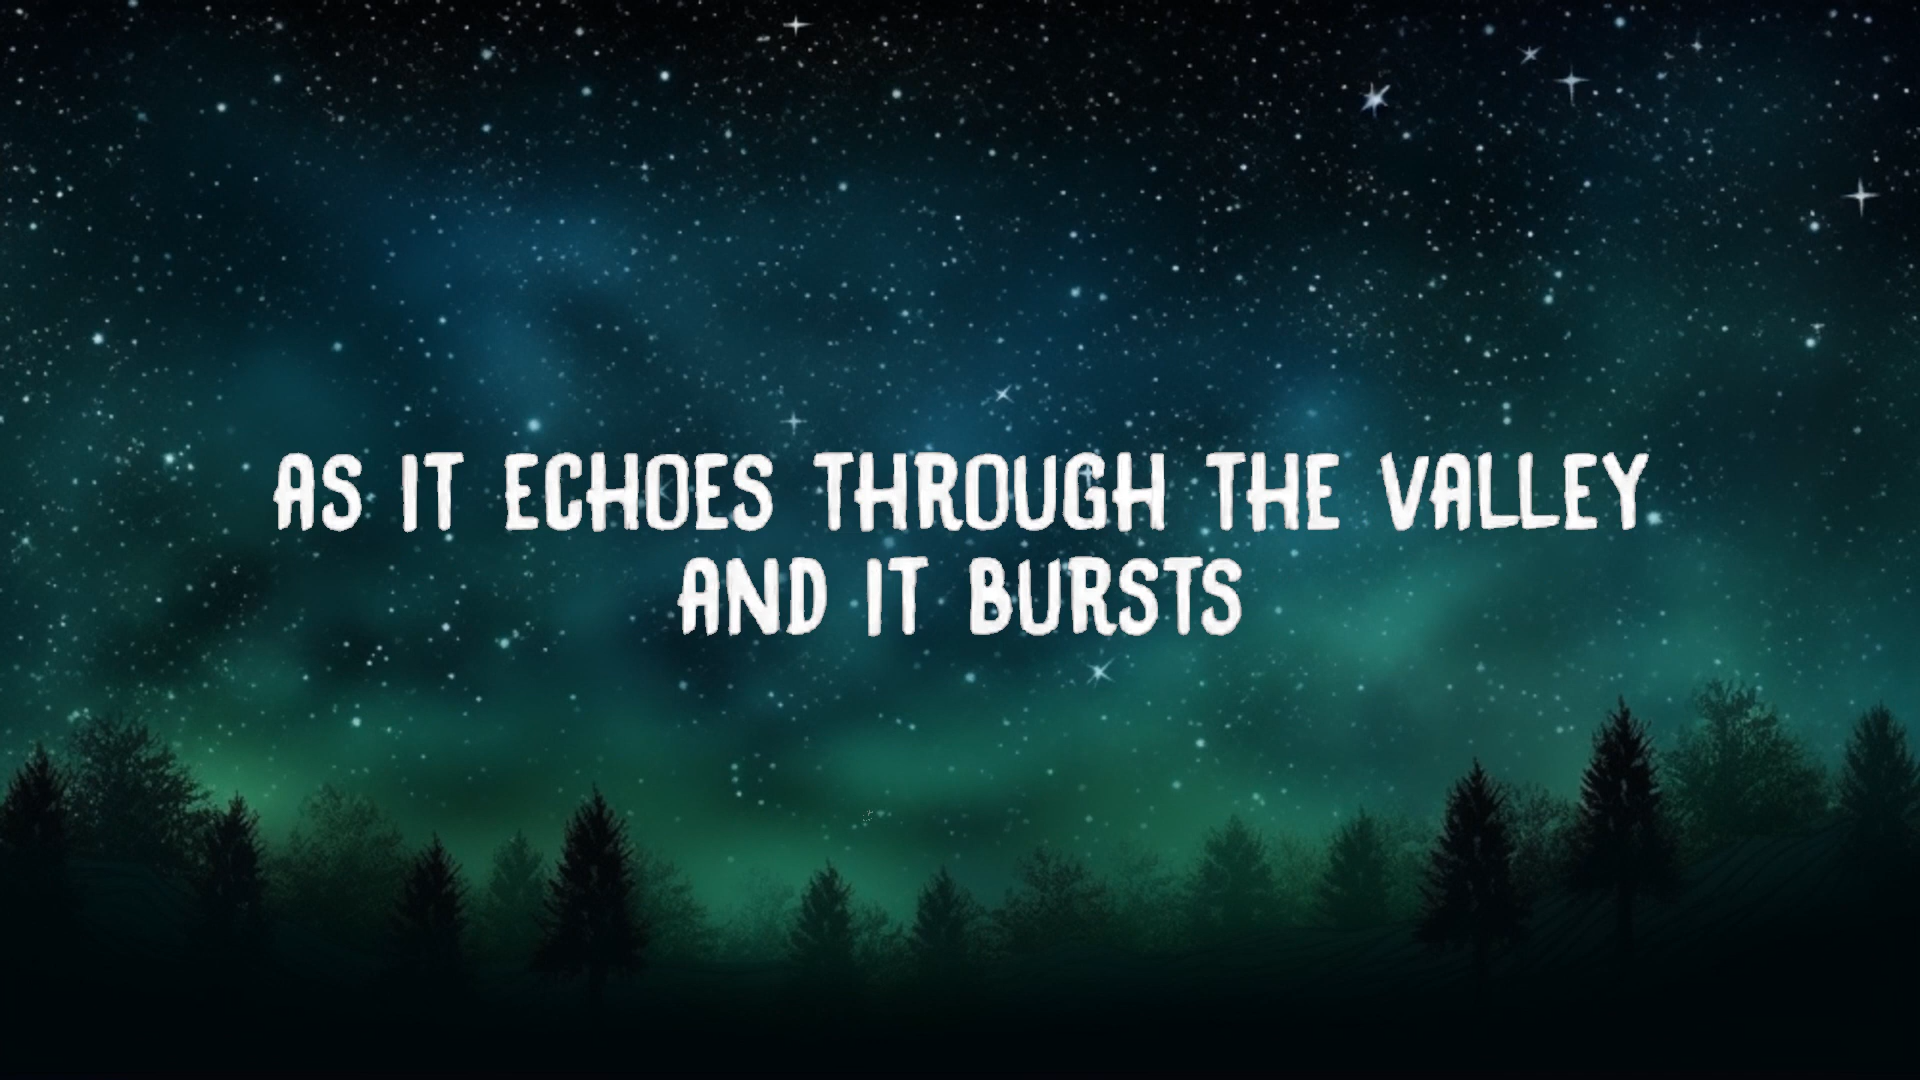 AS IT ECHOES THROUGH THE VALLEY
AND IT BURSTS